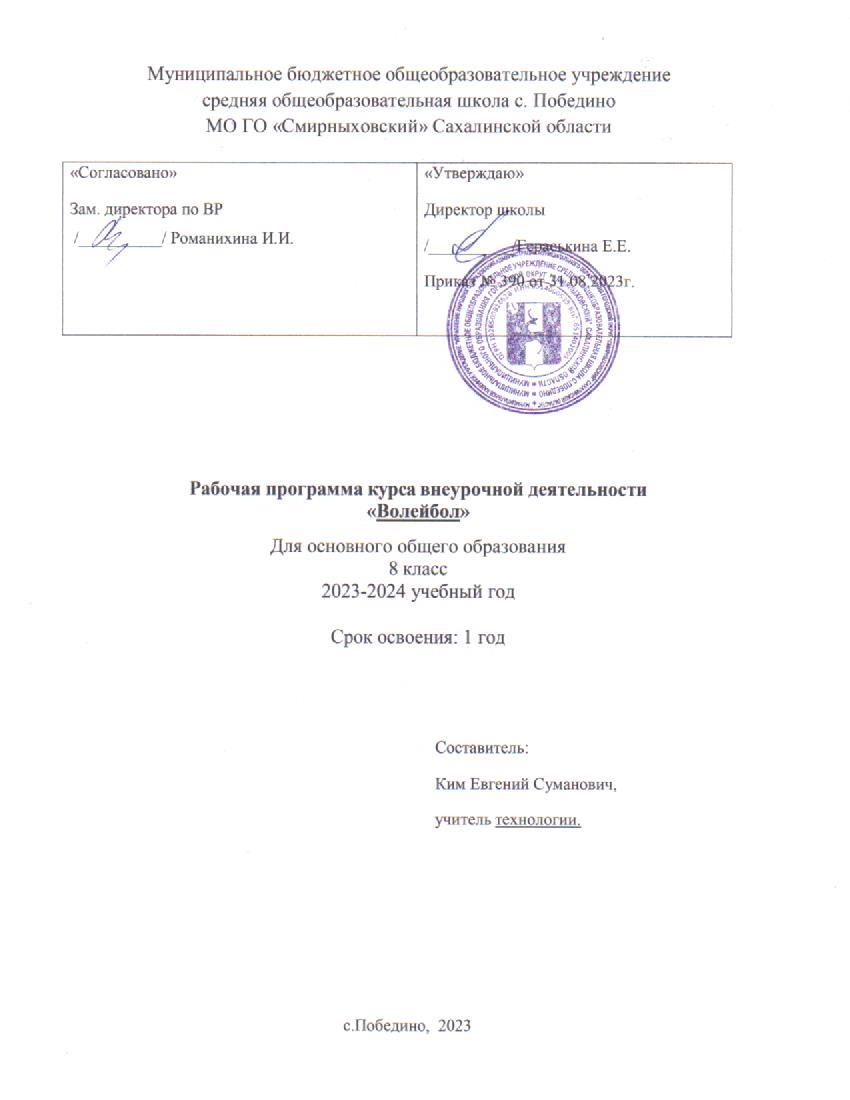 Муниципальное бюджетное общеобразовательное учреждение
средняя общеобразовательная школа с. Победино
МО ГО «Смирныховский» Сахалинской области
«Согласовано»
Зам. директора по ВР
/__________/ Романихина И.И.
«Утверждаю»
Директор школы
/__________/Гераськина Е.Е.
Приказ № 390 от 31.08.2023г.
Рабочая программа курса внеурочной деятельности
«Волейбол»
Для основного общего образования
8 класс
2023-2024 учебный год
Срок освоения: 1 год
Составитель:
Ким Евгений Суманович,
учитель технологии.
с.Победино, 2023